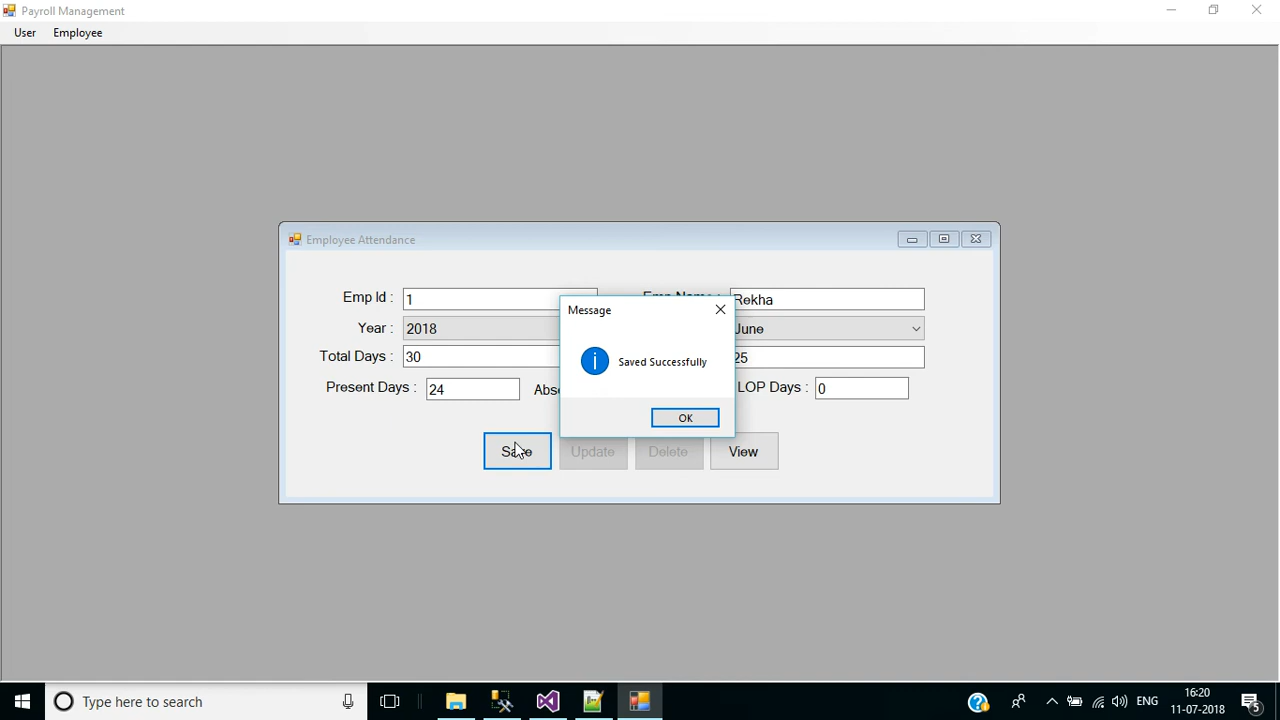 Payroll Management
User Employee
Employee Attendance
Emp Id : 1 Rekha
Message
Year : 2018 June
Saved Successfully
Total Days : 30 25
Present Days : 24 LOP Days : 0
OK
Save Update Delete View
Type here to search
ENG
16:20
11-07-2018
5